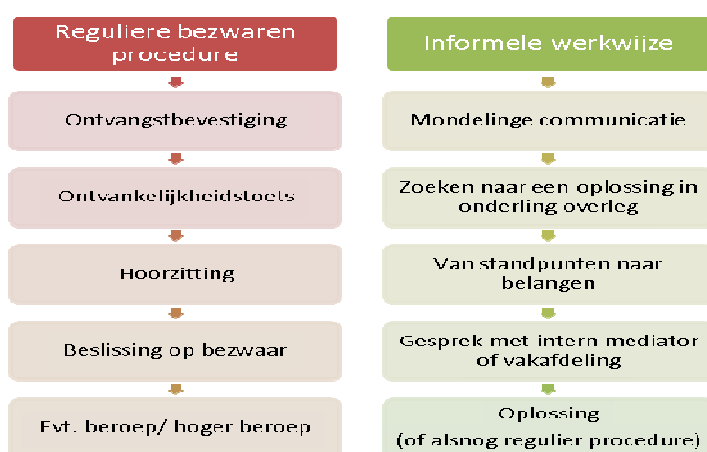 Reguliere bezwaren
procedure
Ontvangstbevestiging
Ontvankelijkheidstoets
Hoorzitting
Beslissing op bezwaar
Evt. beroep/ hoger beroep
Informele werkwijze
Mondelinge communicatie
Zoeken naar een oplossing in
onderling overleg
Van standpunten naar
belangen
Gesprek met intern mediator
of vakafdeling
Oplossing
(of alsnog regulier procedure)